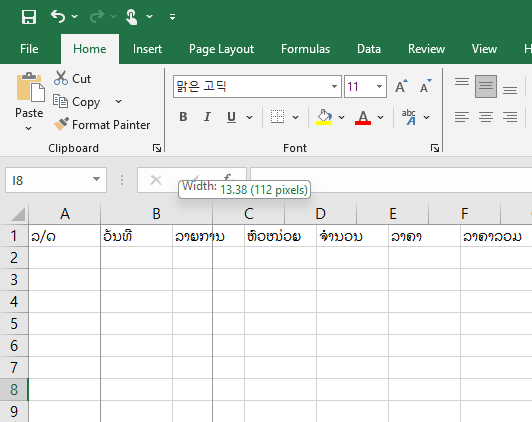 File Home Insert Page Layout Formulas Data Review View H
Paste
Cut
Copy
Format Painter
Clipboard
맑은 고딕 11 A A
B I U A abc
Font
I8
Width: 13.38 (112 pixels)
A B C D E F
1 ລ/ດ ວັນທີ ລາຍການ ຫົວໜ່ວຍ ຈຳນວນ ລາຄາ ລາຄາລວມ
2
3
4
5
6
7
8
9